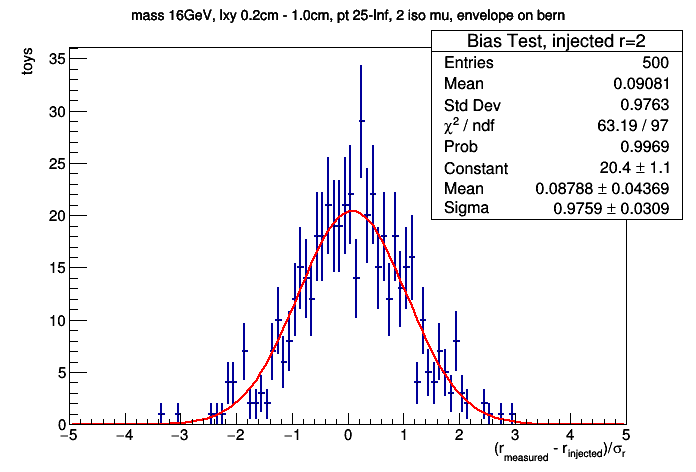 mass 16GeV, lxy 0.2cm - 1.0cm, pt 25-Inf, 2 iso mu, envelope on bern
Bias Test, injected r=2
Entries 500
Mean 0.09081
Std Dev 0.9763
χ² / ndf 63.19 / 97
Prob 0.9969
Constant 20.4 ± 1.1
Mean 0.08788 ± 0.04369
Sigma 0.9759 ± 0.0309
toys
35
30
25
20
15
10
5
0
−5 −4 −3 −2 −1 0 1 2 3 4 5
(r_measured - r_injected)/σ_r